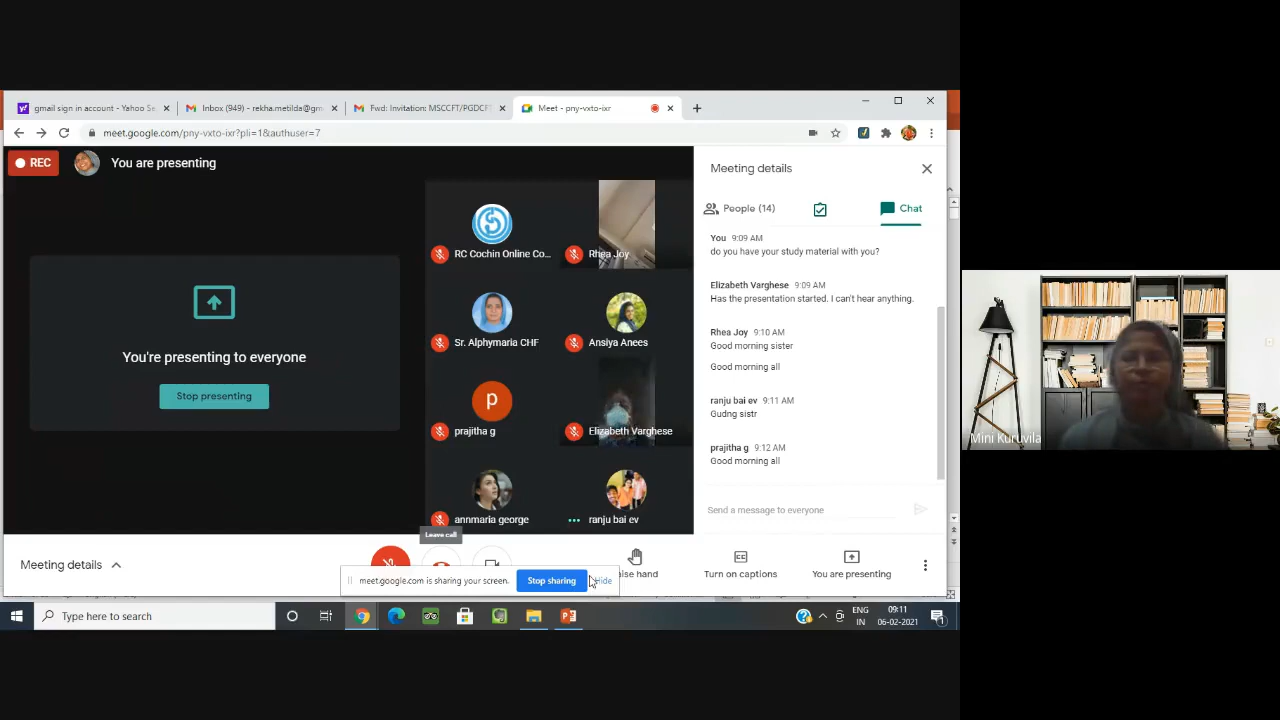 gmail sign in account - Yahoo Se
Inbox (949) - rekha.metilda@gm
Fwd: Invitation: MSCCFT/PGDCFT
Meet - pny-vxto-ixr
meet.google.com/pny-vxto-ixr?pli=1&authuser=7
REC
You are presenting
Meeting details
People (14)
Chat
You 9:09 AM
do you have your study material with you?
Elizabeth Varghese 9:09 AM
Has the presentation started. I can't hear anything.
Rhea Joy 9:10 AM
Good morning sister
Good morning all
ranju bai ev 9:11 AM
Gudng sistr
prajitha g 9:12 AM
Good morning all
Send a message to everyone
You're presenting to everyone
Stop presenting
RC Cochin Online Co...
Rhea Joy
Sr. Alphymaria CHF
Ansiya Anees
p
prajitha g
Elizabeth Varghese
annmaria george
ranju bai ev
Leave call
Meeting details
meet.google.com is sharing your screen.
Stop sharing
Hide
aise hand
Turn on captions
You are presenting
Type here to search
ENG
IN
09:11
06-02-2021
1
Mini Kuruvila